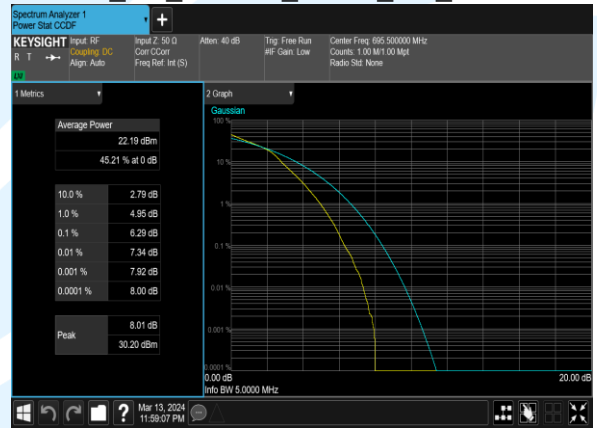 Spectrum Analyzer 1
Power Stat CCDF
+
KEYSIGHT
R T
LU
Input: RF
Coupling: DC
Align: Auto
Input Z: 50 Ω
Corr CCorr
Freq Ref: Int (S)
Atten: 40 dB
Trig: Free Run
#IF Gain: Low
Center Freq: 695.500000 MHz
Counts: 1.00 M/1.00 Mpt
Radio Std: None
1 Metrics
Average Power
22.19 dBm
45.21 % at 0 dB
10.0 % 2.79 dB
1.0 % 4.95 dB
0.1 % 6.29 dB
0.01 % 7.34 dB
0.001 % 7.92 dB
0.0001 % 8.00 dB
Peak
8.01 dB
30.20 dBm
2 Graph
Gaussian
100 %
10 %
1 %
0.1 %
0.01 %
0.001 %
0.0001 %
0.00 dB
20.00 dB
Info BW 5.0000 MHz
?
Mar 13, 2024
11:59:07 PM